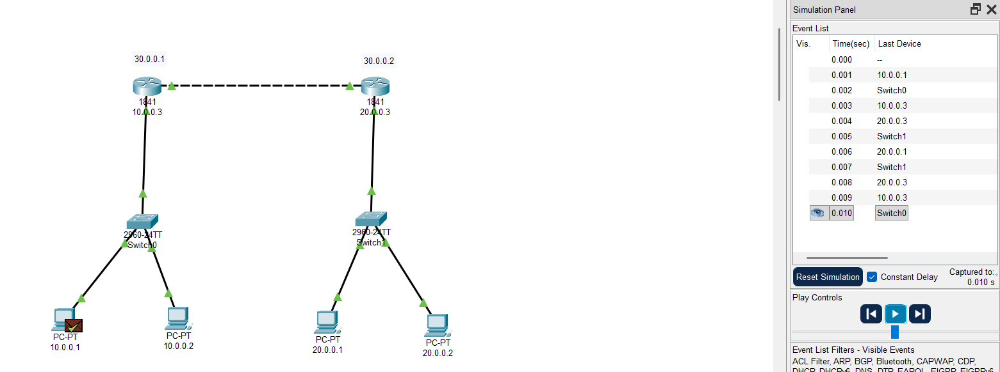 30.0.0.1
30.0.0.2
1841
10.0.0.3
1841
20.0.0.3
2960-24TT
Switch0
2960-24TT
Switch1
PC-PT
10.0.0.1
PC-PT
10.0.0.2
PC-PT
20.0.0.1
PC-PT
20.0.0.2
Simulation Panel
Event List
Vis. Time(sec) Last Device
0.000 --
0.001 10.0.0.1
0.002 Switch0
0.003 10.0.0.3
0.004 20.0.0.3
0.005 Switch1
0.006 20.0.0.1
0.007 Switch1
0.008 20.0.0.3
0.009 10.0.0.3
0.010 Switch0
Reset Simulation Constant Delay Captured to:*
0.010 s
Play Controls
Event List Filters - Visible Events
ACL Filter, ARP, BGP, Bluetooth, CAPWAP, CDP,
DHCP, DHCPv6, DNS, DTP, EAPOL, EIGRP, EIGRPv6,